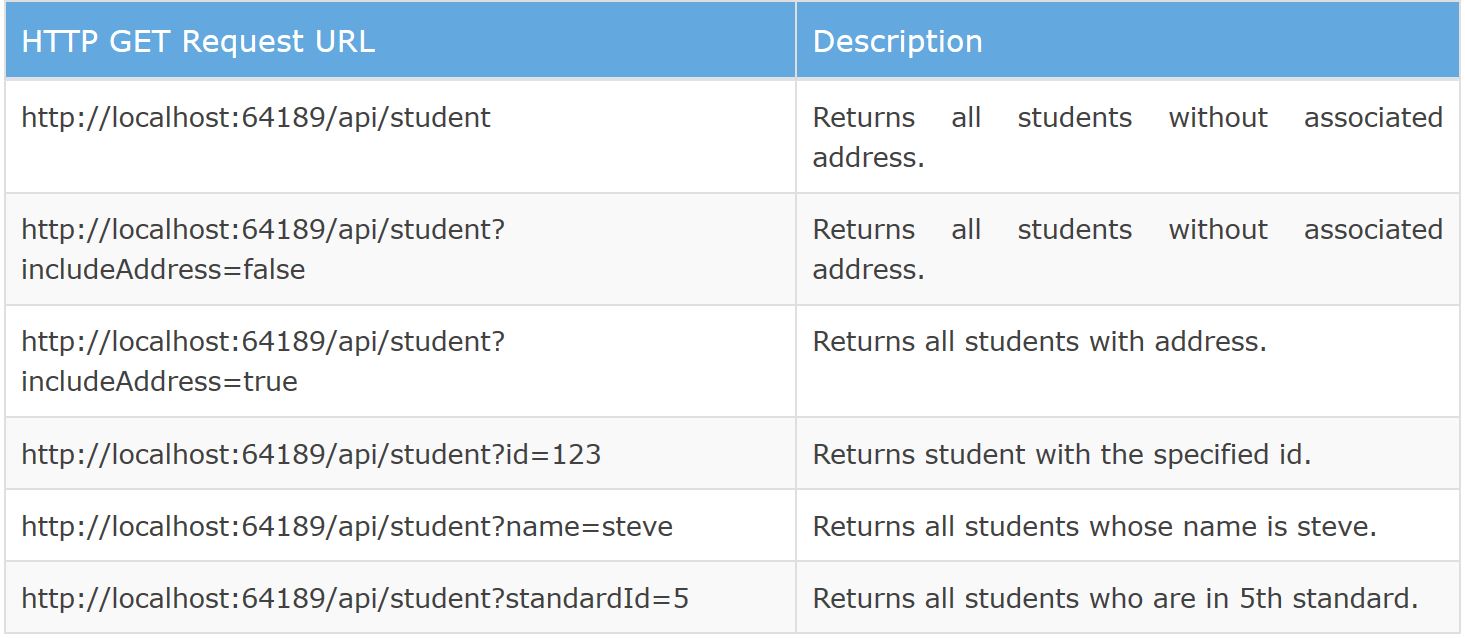 HTTP GET Request URL
Description
http://localhost:64189/api/student
Returns all students without associated
address.
http://localhost:64189/api/student?
includeAddress=false
Returns all students without associated
address.
http://localhost:64189/api/student?
includeAddress=true
Returns all students with address.
http://localhost:64189/api/student?id=123
Returns student with the specified id.
http://localhost:64189/api/student?name=steve
Returns all students whose name is steve.
http://localhost:64189/api/student?standardId=5
Returns all students who are in 5th standard.